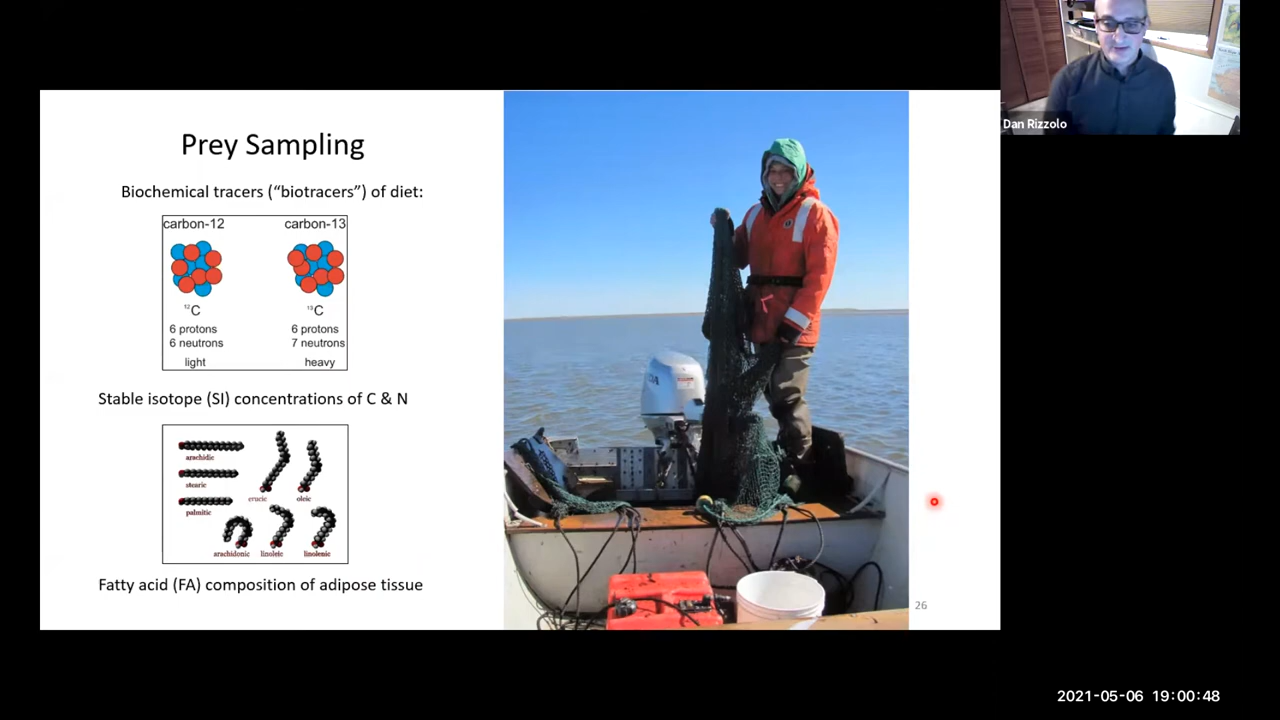 Dan Rizzolo
Prey Sampling
Biochemical tracers (“biotracers”) of diet:
carbon-12 carbon-13
¹²C ¹³C
6 protons 6 protons
6 neutrons 7 neutrons
light heavy
Stable isotope (SI) concentrations of C & N
arachidic
stearic
erucic oleic
palmitic
arachidonic linoleic linolenic
Fatty acid (FA) composition of adipose tissue
26
2021-05-06 19:00:48